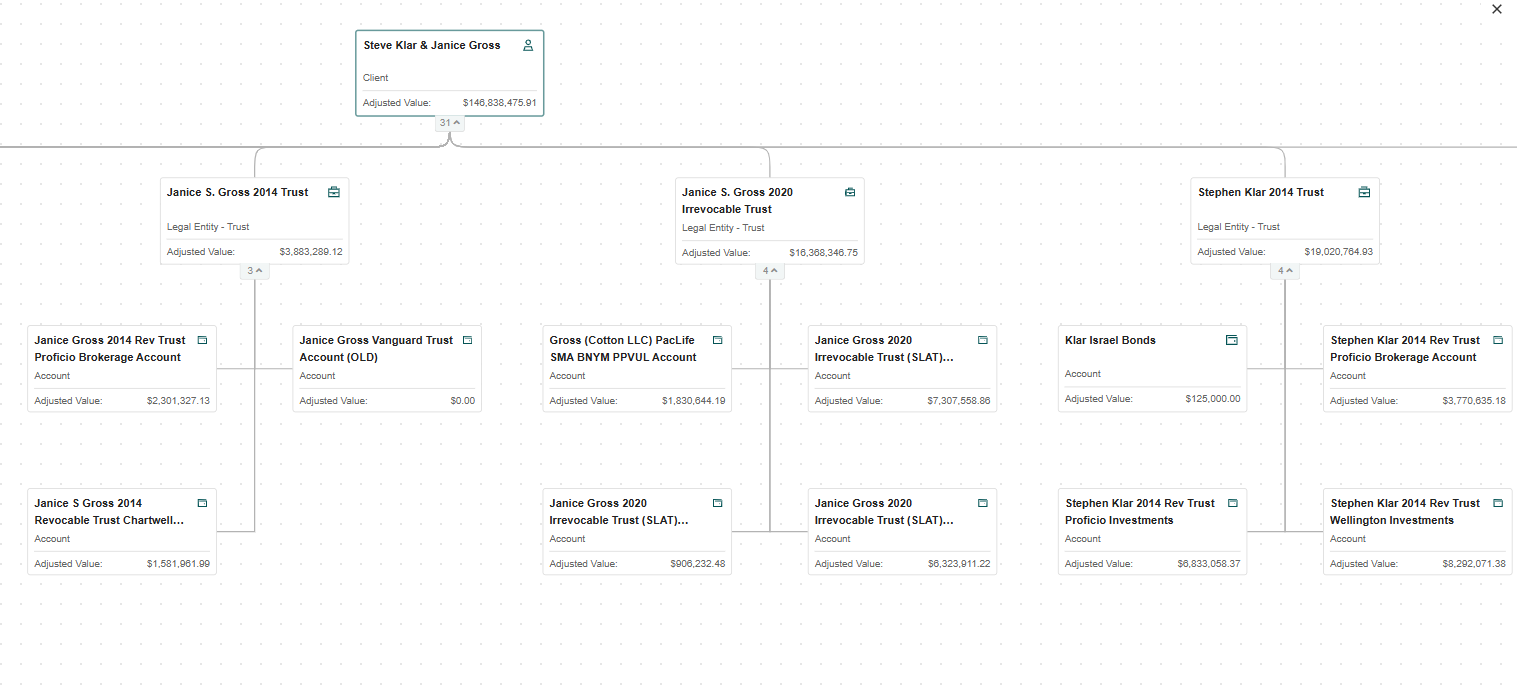 Steve Klar & Janice Gross
Client
Adjusted Value: $146,838,475.91
31
Janice S. Gross 2014 Trust
Legal Entity - Trust
Adjusted Value: $3,883,289.12
3
Janice S. Gross 2020
Irrevocable Trust
Legal Entity - Trust
Adjusted Value: $16,368,346.75
4
Stephen Klar 2014 Trust
Legal Entity - Trust
Adjusted Value: $19,020,764.93
4
Janice Gross 2014 Rev Trust
Proficio Brokerage Account
Account
Adjusted Value: $2,301,327.13
Janice Gross Vanguard Trust
Account (OLD)
Account
Adjusted Value: $0.00
Gross (Cotton LLC) PacLife
SMA BNYM PPVUL Account
Account
Adjusted Value: $1,830,644.19
Janice Gross 2020
Irrevocable Trust (SLAT)...
Account
Adjusted Value: $7,307,558.86
Klar Israel Bonds
Account
Adjusted Value: $125,000.00
Stephen Klar 2014 Rev Trust
Proficio Brokerage Account
Account
Adjusted Value: $3,770,635.18
Janice S Gross 2014
Revocable Trust Chartwell...
Account
Adjusted Value: $1,581,961.99
Janice Gross 2020
Irrevocable Trust (SLAT)...
Account
Adjusted Value: $906,232.48
Janice Gross 2020
Irrevocable Trust (SLAT)...
Account
Adjusted Value: $6,323,911.22
Stephen Klar 2014 Rev Trust
Proficio Investments
Account
Adjusted Value: $6,833,058.37
Stephen Klar 2014 Rev Trust
Wellington Investments
Account
Adjusted Value: $8,292,071.38